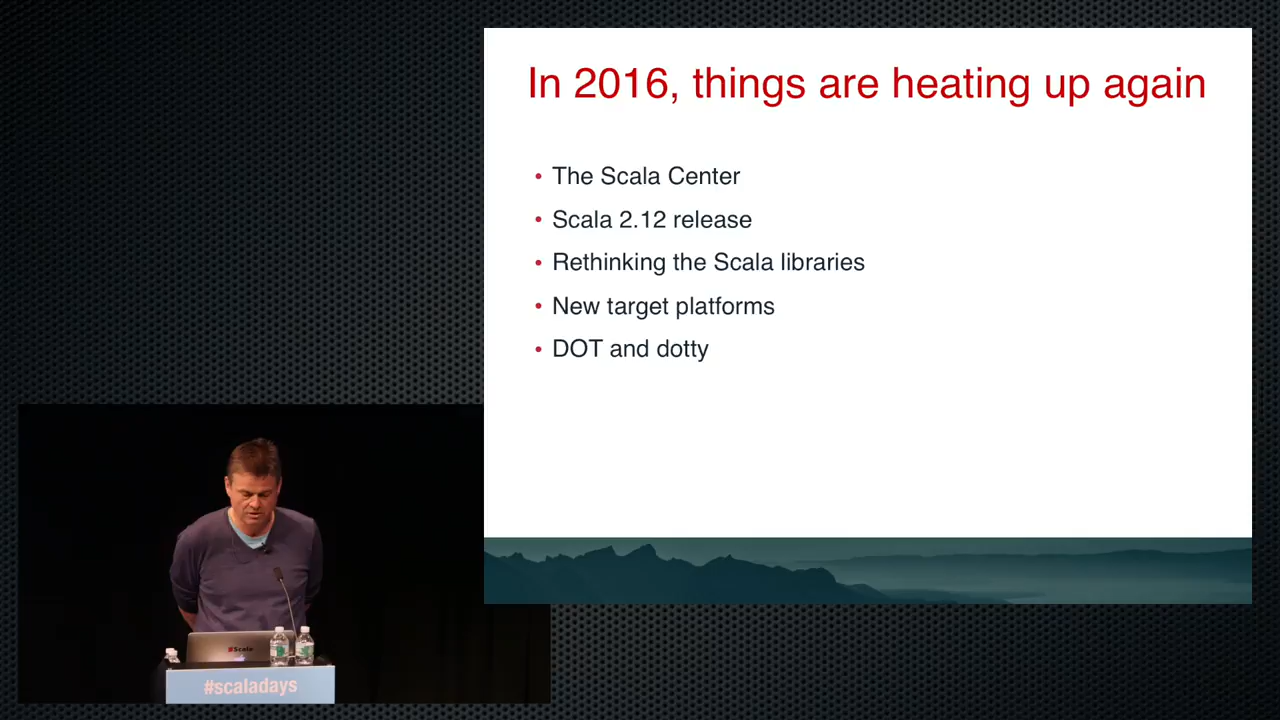 In 2016, things are heating up again
• The Scala Center
• Scala 2.12 release
• Rethinking the Scala libraries
• New target platforms
• DOT and dotty
Scala
#scaladays